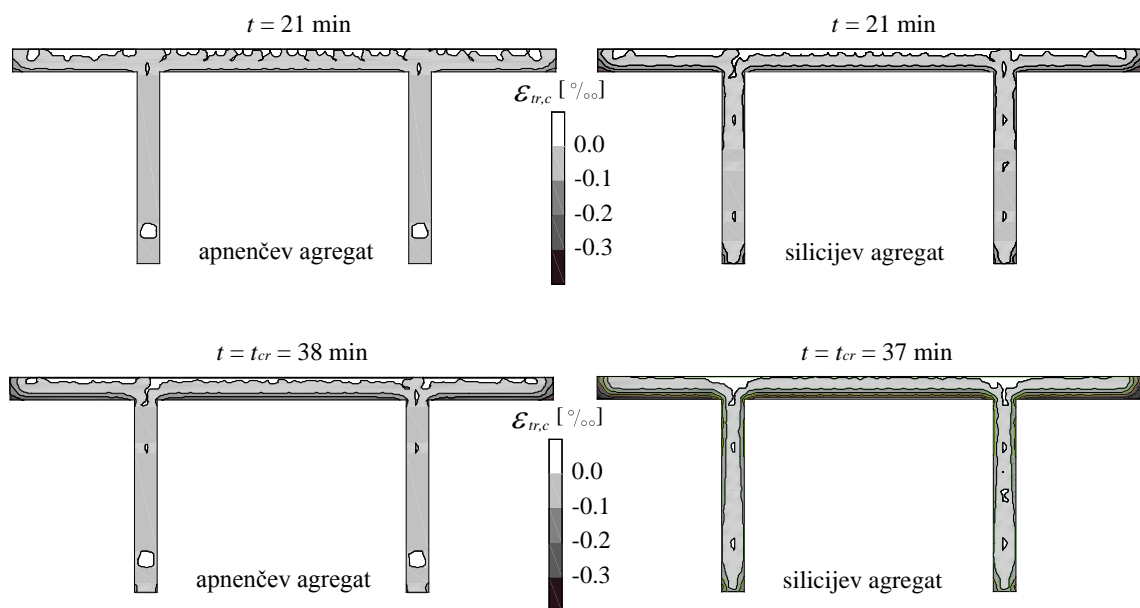 t = 21 min
t = 21 min
ε_tr,c [ ‰ ]
0.0
-0.1
-0.2
-0.3
apnenčev agregat
silicijev agregat
t = t_cr = 38 min
t = t_cr = 37 min
ε_tr,c [ ‰ ]
0.0
-0.1
-0.2
-0.3
apnenčev agregat
silicijev agregat